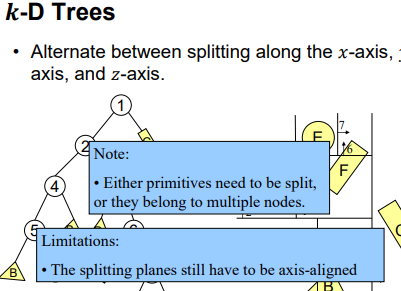 k-D Trees
• Alternate between splitting along the x-axis,
axis, and z-axis.
1
7
E
2
6
Note:
F
4
• Either primitives need to be split,
or they belong to multiple nodes.
5
Limitations:
B
• The splitting planes still have to be axis-aligned
B